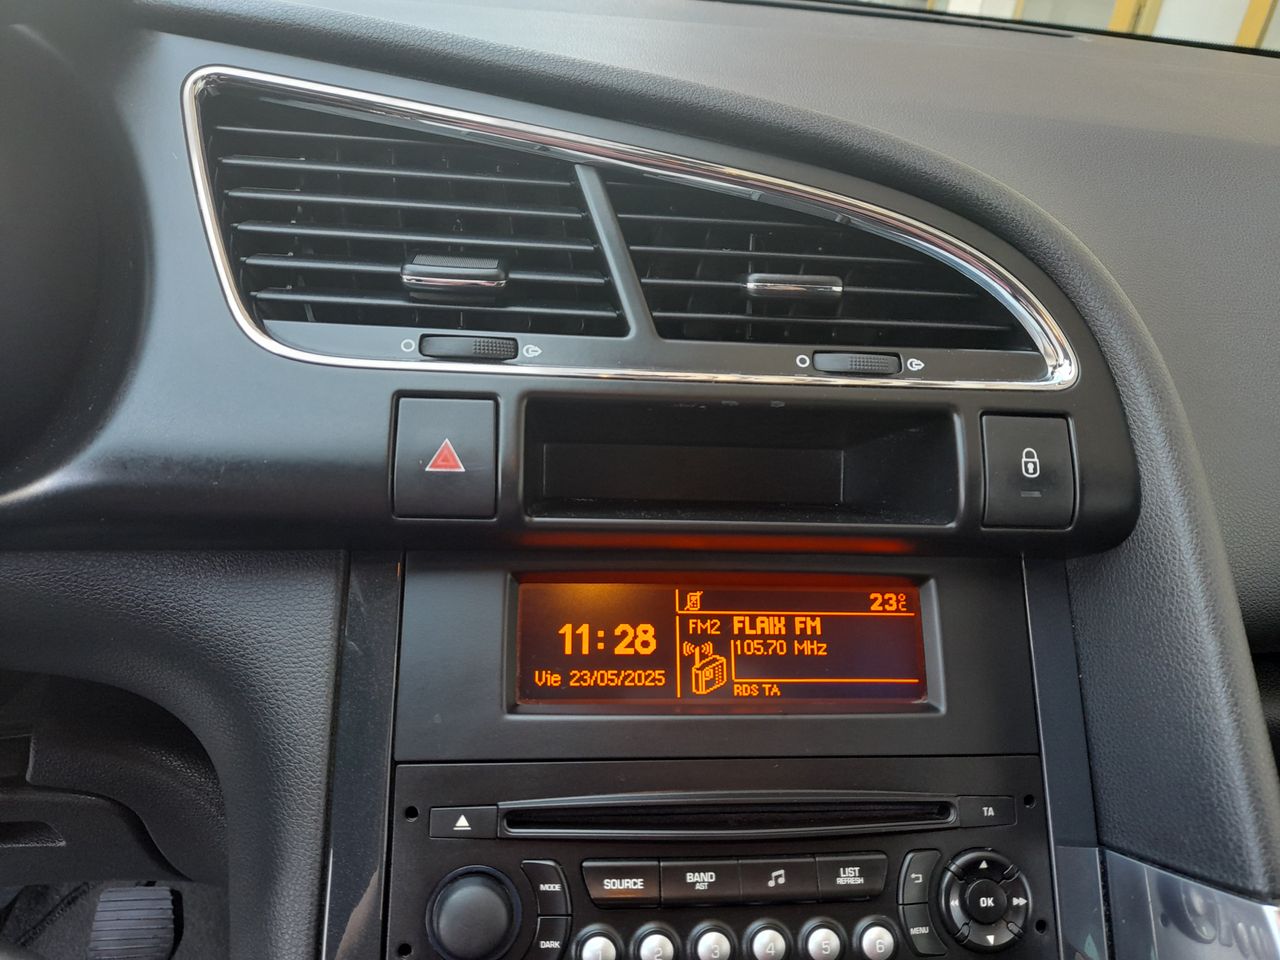 23°C
FM2 FLAIX FM
11:28
105.70 MHz
Vie 23/05/2025
RDS TA
TA
MODE
SOURCE
BAND
AST
LIST
REFRESH
OK
DARK
MENU
1 2 3 4 5 6